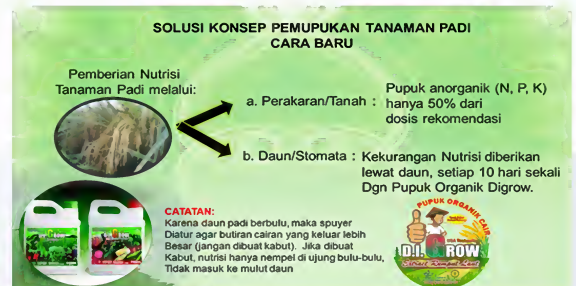 SOLUSI KONSEP PEMUPUKAN TANAMAN PADI
CARA BARU
Pemberian Nutrisi
Tanaman Padi melalui:
a. Perakaran/Tanah :
Pupuk anorganik (N, P, K)
hanya 50% dari
dosis rekomendasi
b. Daun/Stomata :
Kekurangan Nutrisi diberikan
lewat daun, setiap 10 hari sekali
Dgn Pupuk Organik Digrow.
CATATAN:
Karena daun padi berbulu, maka spuyer
Diatur agar butiran cairan yang keluar lebih
Besar (jangan dibuat kabut). Jika dibuat
Kabut, nutrisi hanya nempel di ujung bulu-bulu,
Tidak masuk ke mulut daun
PUPUK ORGANIK CAIR
D.I. GROW
Extract Rumput Laut